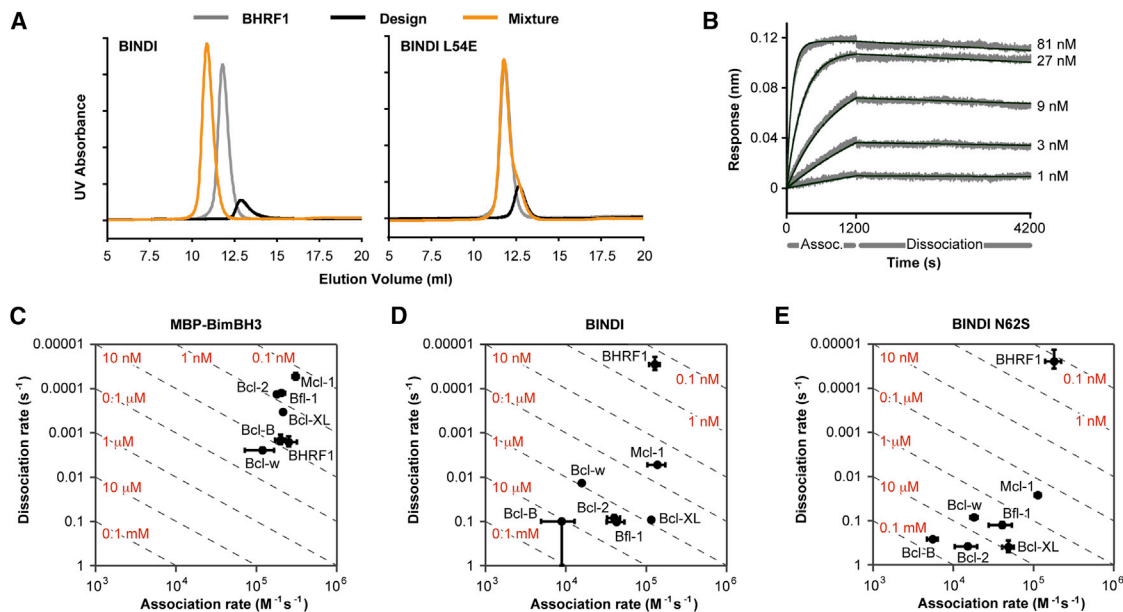 A
BHRF1
Design
Mixture
BINDI
BINDI L54E
UV Absorbance
5 7.5 10 12.5 15 17.5 20
5 7.5 10 12.5 15 17.5 20
Elution Volume (ml)
B
0.12
0.08
0.04
0
Response (nm)
81 nM
27 nM
9 nM
3 nM
1 nM
0 1200 4200
Assoc. Dissociation
Time (s)
C
MBP-BimBH3
0.00001
0.0001
0.001
0.01
0.1
1
Dissociation rate (s-1)
10 nM 1 nM 0.1 nM
0.1 µM
1 µM
10 µM
0.1 mM
Mcl-1
Bcl-2
Bfl-1
Bcl-XL
Bcl-B
BHRF1
Bcl-w
10³ 10⁴ 10⁵ 10⁶
Association rate (M⁻¹s⁻¹)
D
BINDI
0.00001
0.0001
0.001
0.01
0.1
1
Dissociation rate (s⁻¹)
10 nM
BHRF1
0.1 nM
0.1 µM
1 nM
1 µM
Mcl-1
Bcl-w
10 µM
Bcl-B
Bcl-2
Bcl-XL
Bfl-1
0.1 mM
10³ 10⁴ 10⁵ 10⁶
Association rate (M⁻¹s⁻¹)
E
BINDI N62S
0.00001
0.0001
0.001
0.01
0.1
1
Dissociation rate (s⁻¹)
10 nM
BHRF1
0.1 nM
0.1 µM
1 nM
1 µM
Mcl-1
10 µM
Bcl-w
Bfl-1
0.1 mM
Bcl-B
Bcl-2
Bcl-XL
10³ 10⁴ 10⁵ 10⁶
Association rate (M⁻¹s⁻¹)